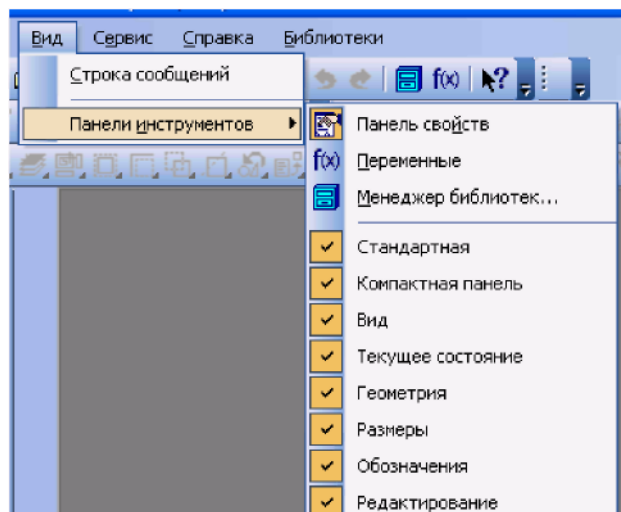 Вид Сервис Справка Библиотеки
Строка сообщений
f(x) ?
Панели инструментов
Панель свойств
f(x) Переменные
Менеджер библиотек...
Стандартная
Компактная панель
Вид
Текущее состояние
Геометрия
Размеры
Обозначения
Редактирование